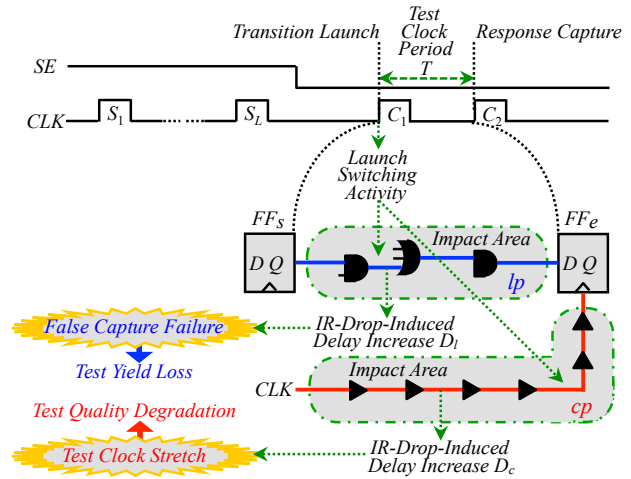 Transition Launch
Test
Clock
Period
T
Response Capture
SE
CLK
S1
SL
C1
C2
Launch
Switching
Activity
FFs
FFe
Impact Area
D Q
lp
D Q
False Capture Failure
IR-Drop-Induced
Delay Increase Dl
Test Yield Loss
Impact Area
CLK
cp
Test Quality Degradation
Test Clock Stretch
IR-Drop-Induced
Delay Increase Dc